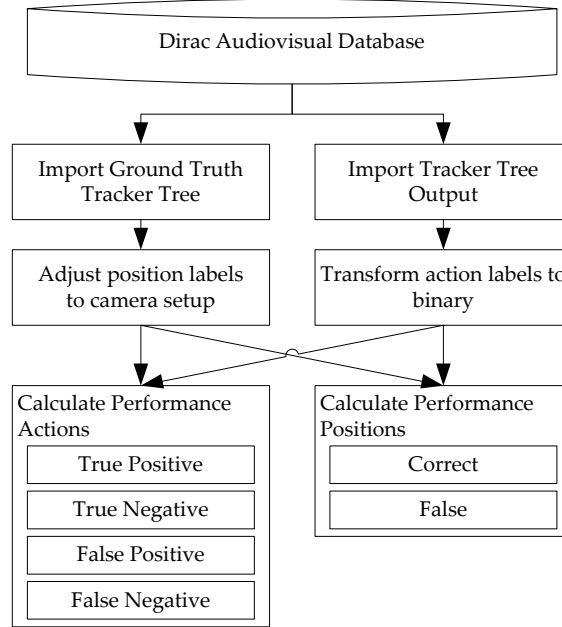 Dirac Audiovisual Database
Import Ground Truth
Tracker Tree
Import Tracker Tree
Output
Adjust position labels
to camera setup
Transform action labels to
binary
Calculate Performance
Actions
True Positive
True Negative
False Positive
False Negative
Calculate Performance
Positions
Correct
False